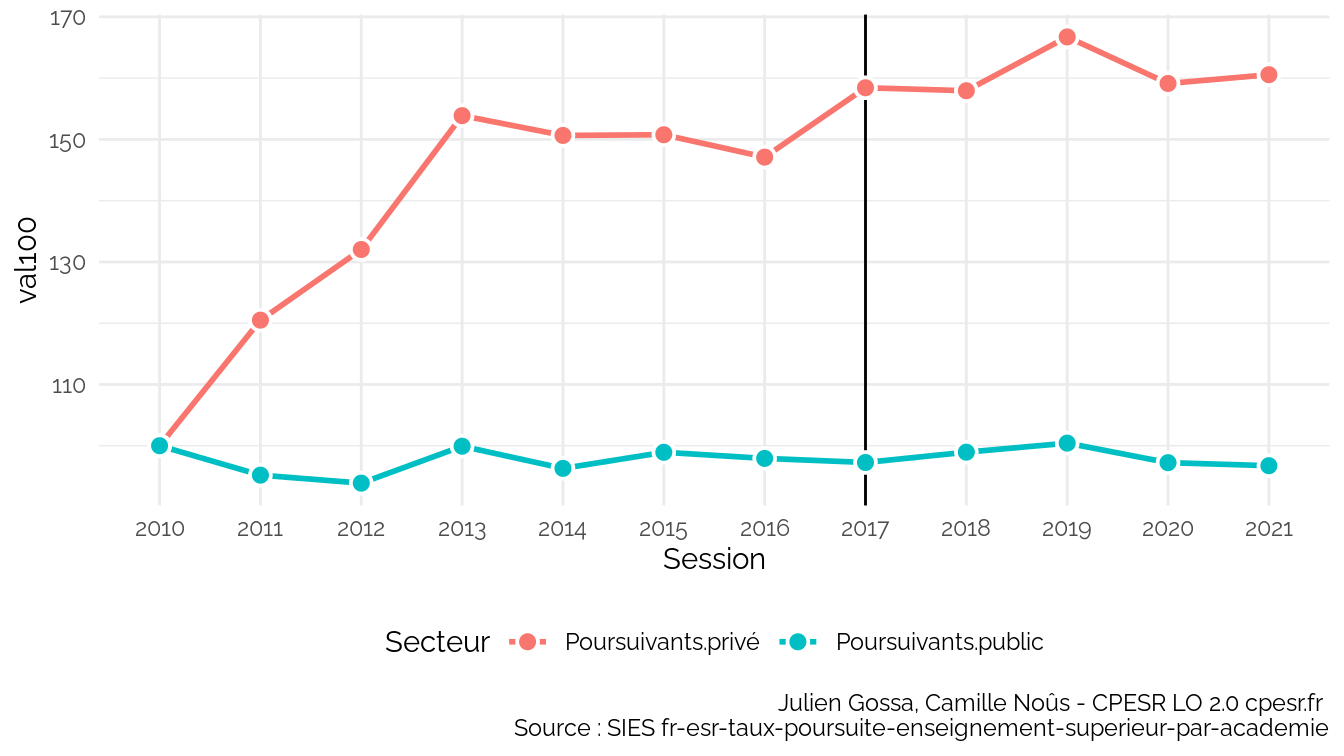 170
150
130
110
val100
2010 2011 2012 2013 2014 2015 2016 2017 2018 2019 2020 2021
Session
Secteur Poursuivants.privé Poursuivants.public
Julien Gossa, Camille Noûs - CPESR LO 2.0 cpesr.fr
Source : SIES fr-esr-taux-poursuite-enseignement-superieur-par-academie